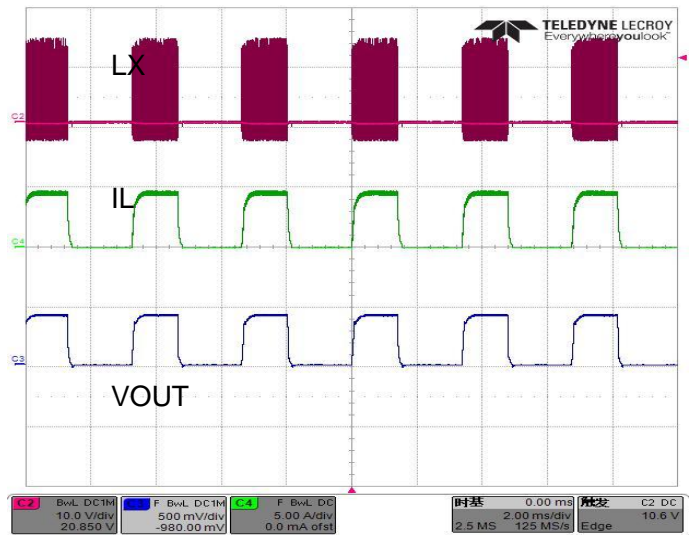 TELEDYNE LECROY
Everywhereyoulook™
LX
C2
IL
C4
C3
VOUT
C2 BwL DC1M
10.0 V/div
20.850 V
C3 F BwL DC1M
500 mV/div
-980.00 mV
C4 F BwL DC
5.00 A/div
0.0 mA ofst
时基 0.00 ms
2.00 ms/div
2.5 MS 125 MS/s
触发 C2 DC
10.6 V
Edge